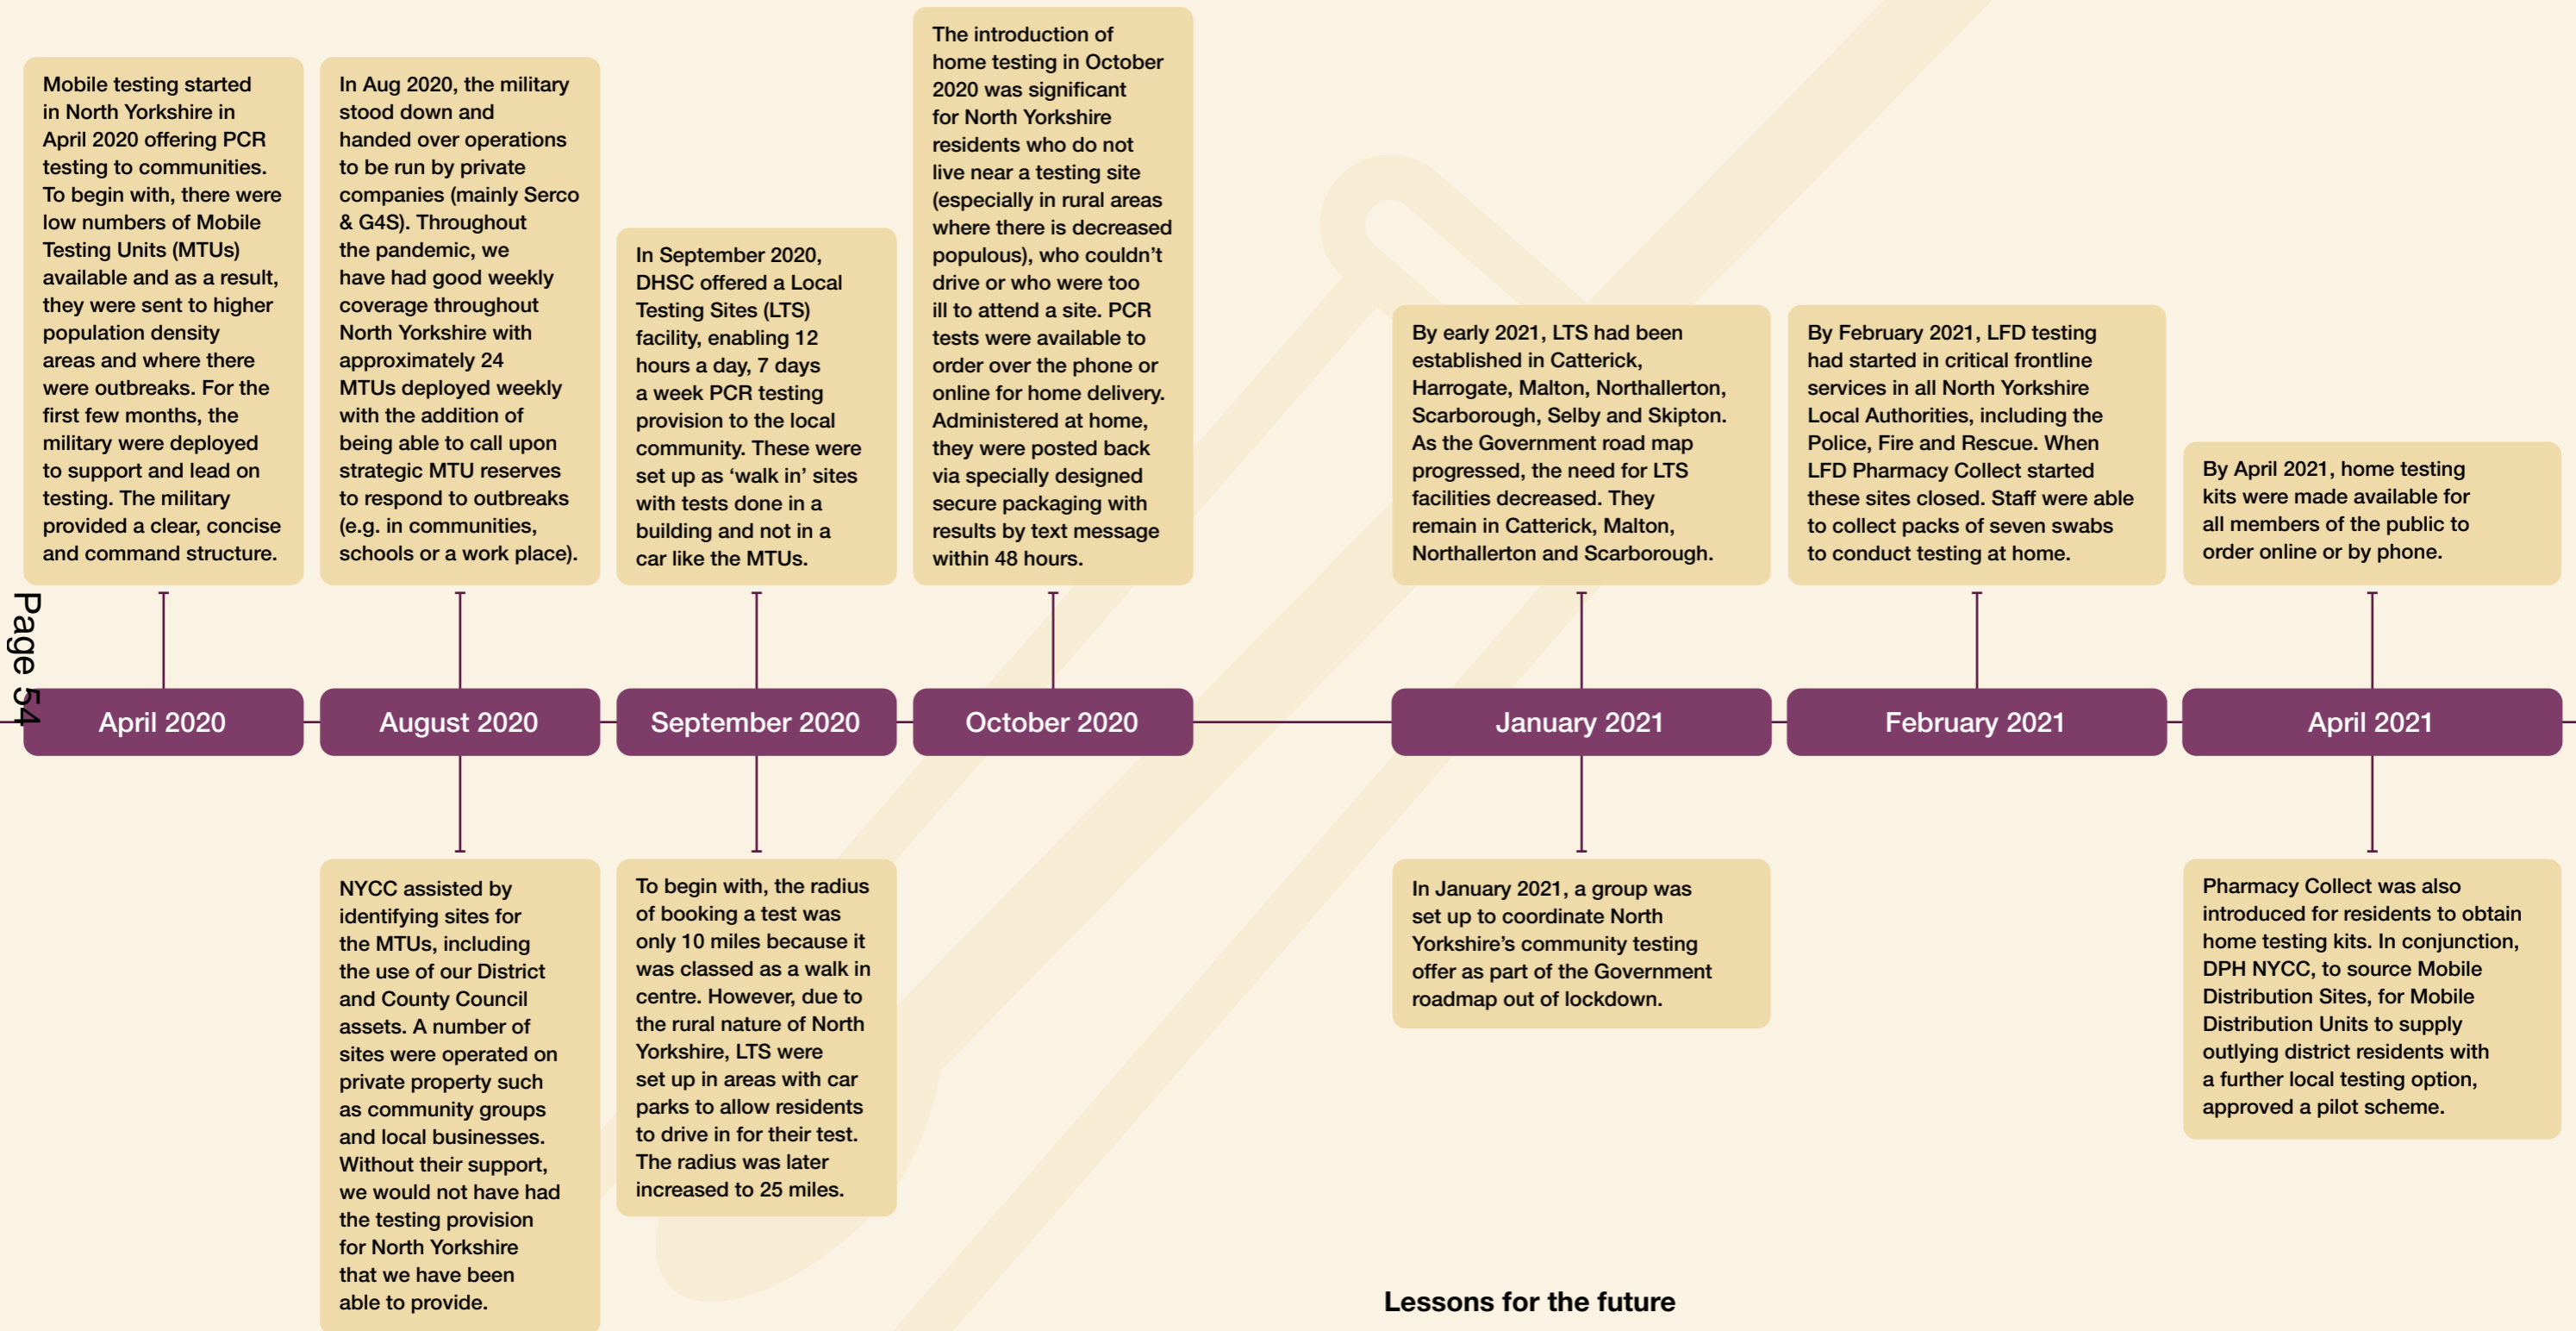 Mobile testing started
in North Yorkshire in
April 2020 offering PCR
testing to communities.
To begin with, there were
low numbers of Mobile
Testing Units (MTUs)
available and as a result,
they were sent to higher
population density
areas and where there
were outbreaks. For the
first few months, the
military were deployed
to support and lead on
testing. The military
provided a clear, concise
and command structure.
In Aug 2020, the military
stood down and
handed over operations
to be run by private
companies (mainly Serco
& G4S). Throughout
the pandemic, we
have had good weekly
coverage throughout
North Yorkshire with
approximately 24
MTUs deployed weekly
with the addition of
being able to call upon
strategic MTU reserves
to respond to outbreaks
(e.g. in communities,
schools or a work place).
In September 2020,
DHSC offered a Local
Testing Sites (LTS)
facility, enabling 12
hours a day, 7 days
a week PCR testing
provision to the local
community. These were
set up as ‘walk in’ sites
with tests done in a
building and not in a
car like the MTUs.
The introduction of
home testing in October
2020 was significant
for North Yorkshire
residents who do not
live near a testing site
(especially in rural areas
where there is decreased
populous), who couldn’t
drive or who were too
ill to attend a site. PCR
tests were available to
order over the phone or
online for home delivery.
Administered at home,
they were posted back
via specially designed
secure packaging with
results by text message
within 48 hours.
By early 2021, LTS had been
established in Catterick,
Harrogate, Malton, Northallerton,
Scarborough, Selby and Skipton.
As the Government road map
progressed, the need for LTS
facilities decreased. They
remain in Catterick, Malton,
Northallerton and Scarborough.
By February 2021, LFD testing
had started in critical frontline
services in all North Yorkshire
Local Authorities, including the
Police, Fire and Rescue. When
LFD Pharmacy Collect started
these sites closed. Staff were able
to collect packs of seven swabs
to conduct testing at home.
By April 2021, home testing
kits were made available for
all members of the public to
order online or by phone.
Page 54
April 2020
August 2020
September 2020
October 2020
January 2021
February 2021
April 2021
NYCC assisted by
identifying sites for
the MTUs, including
the use of our District
and County Council
assets. A number of
sites were operated on
private property such
as community groups
and local businesses.
Without their support,
we would not have had
the testing provision
for North Yorkshire
that we have been
able to provide.
To begin with, the radius
of booking a test was
only 10 miles because it
was classed as a walk in
centre. However, due to
the rural nature of North
Yorkshire, LTS were
set up in areas with car
parks to allow residents
to drive in for their test.
The radius was later
increased to 25 miles.
In January 2021, a group was
set up to coordinate North
Yorkshire’s community testing
offer as part of the Government
roadmap out of lockdown.
Pharmacy Collect was also
introduced for residents to obtain
home testing kits. In conjunction,
DPH NYCC, to source Mobile
Distribution Sites, for Mobile
Distribution Units to supply
outlying district residents with
a further local testing option,
approved a pilot scheme.
Lessons for the future